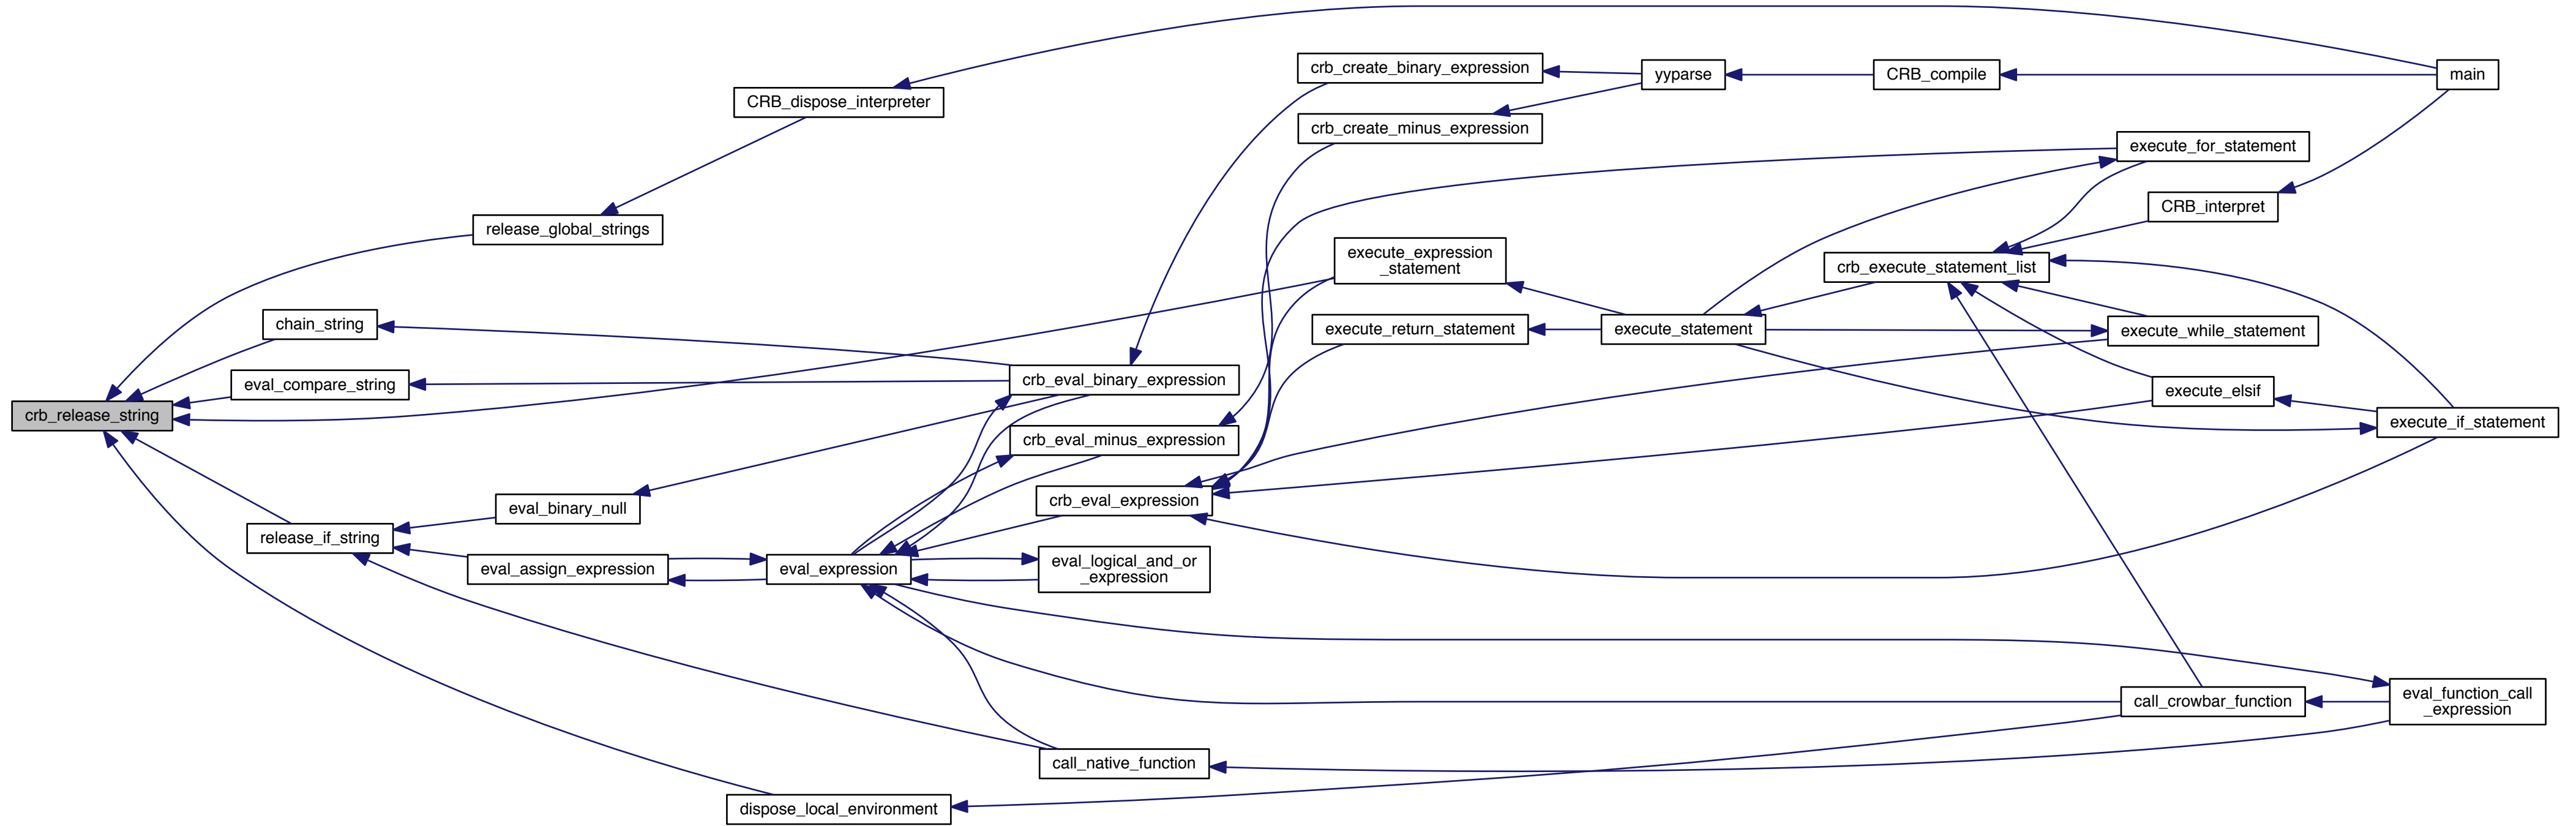 crb_create_binary_expression
yyparse
CRB_compile
main
CRB_dispose_interpreter
crb_create_minus_expression
execute_for_statement
CRB_interpret
release_global_strings
execute_expression
_statement
crb_execute_statement_list
chain_string
execute_return_statement
execute_statement
execute_while_statement
eval_compare_string
crb_eval_binary_expression
execute_elsif
crb_release_string
execute_if_statement
crb_eval_minus_expression
crb_eval_expression
eval_binary_null
release_if_string
eval_assign_expression
eval_expression
eval_logical_and_or
_expression
call_crowbar_function
eval_function_call
_expression
call_native_function
dispose_local_environment